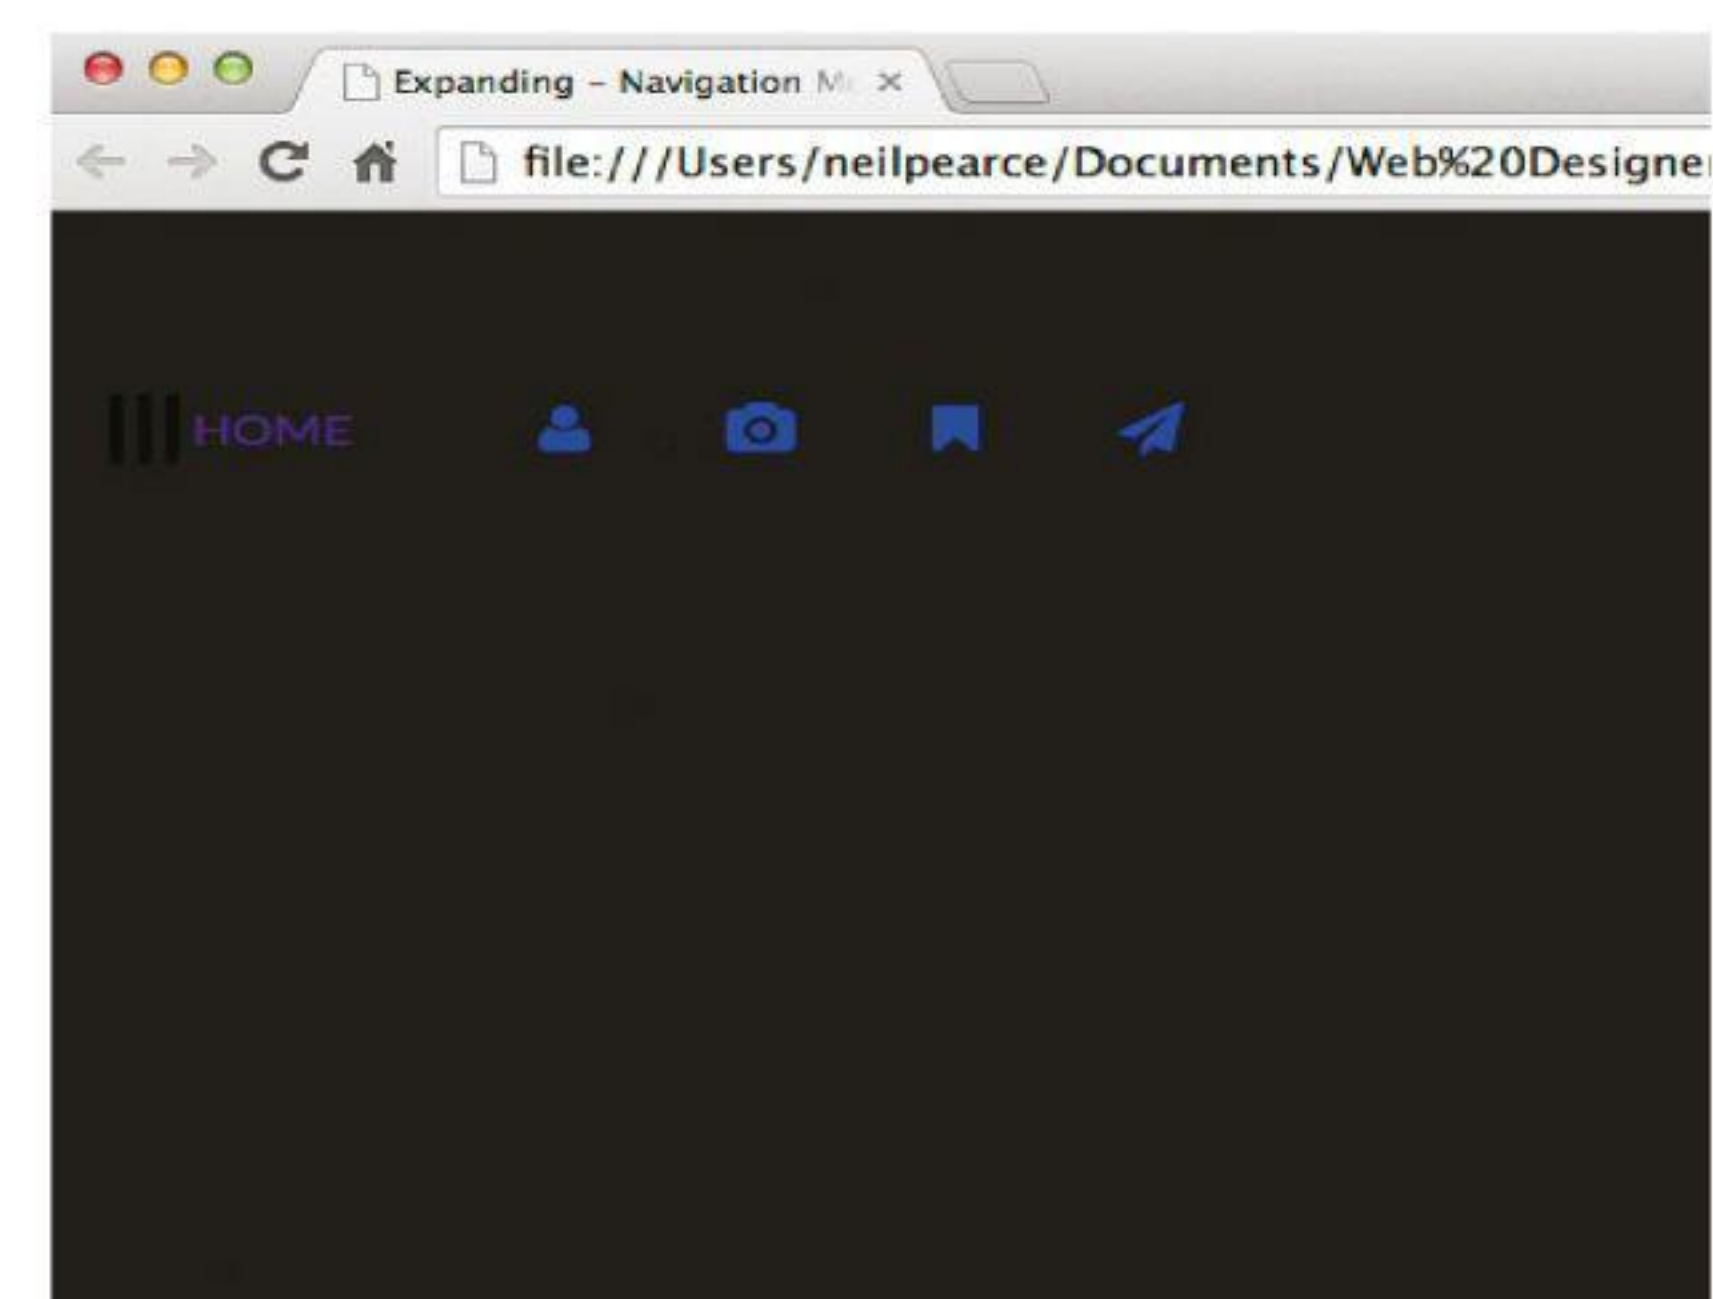 Expanding – Navigation M
file:///Users/neilpearce/Documents/Web%20Designe
HOME